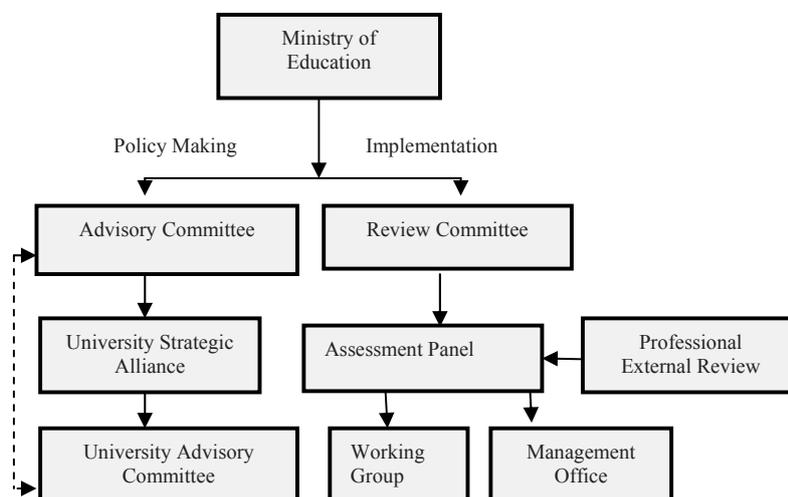 Ministry of
Education
Policy Making
Implementation
Advisory Committee
Review Committee
University Strategic
Alliance
Assessment Panel
Professional
External Review
University Advisory
Committee
Working
Group
Management
Office